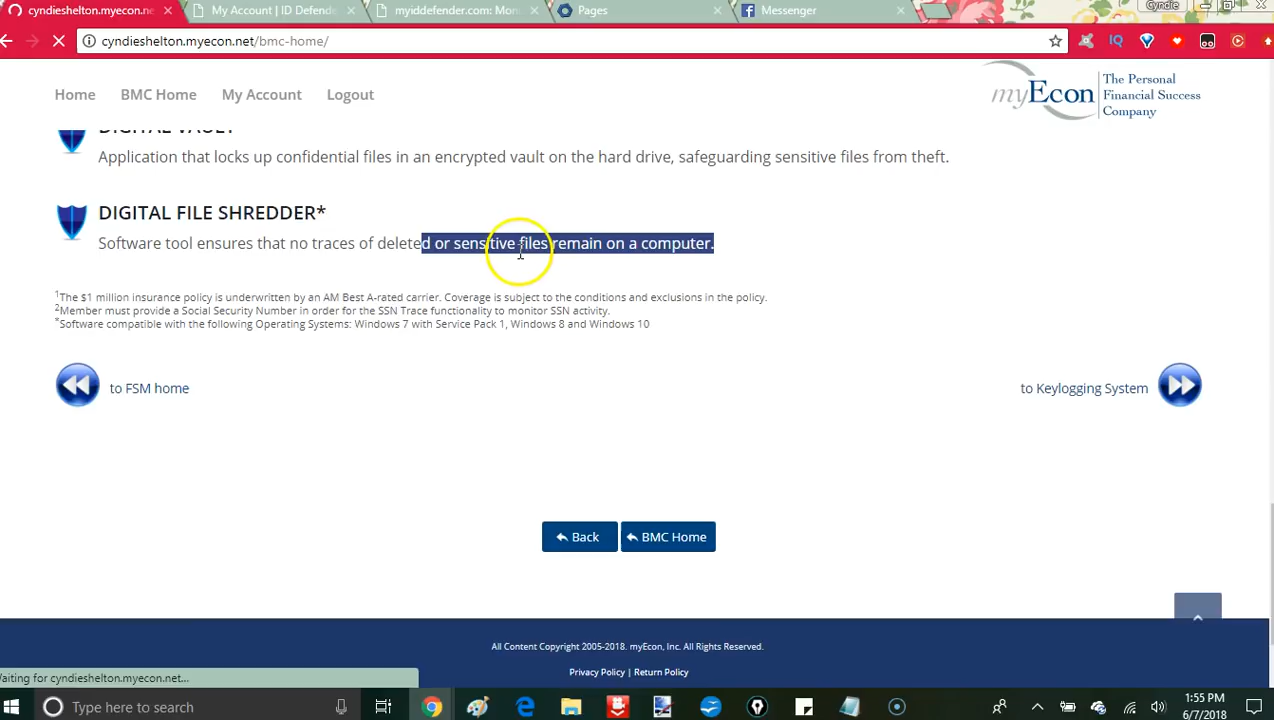 cyndieshelton.myecon.ne
My Account | ID Defende
myiddefender.com: Mon
Pages
Messenger
Cyndie
cyndieshelton.myecon.net/bmc-home/
IQ
Home
BMC Home
My Account
Logout
myEcon
The Personal
Financial Success
Company
DIGITAL VAULT
Application that locks up confidential files in an encrypted vault on the hard drive, safeguarding sensitive files from theft.
DIGITAL FILE SHREDDER*
Software tool ensures that no traces of deleted or sensitive files remain on a computer.
1The $1 million insurance policy is underwritten by an AM Best A-rated carrier. Coverage is subject to the conditions and exclusions in the policy.
2Member must provide a Social Security Number in order for the SSN Trace functionality to monitor SSN activity.
*Software compatible with the following Operating Systems: Windows 7 with Service Pack 1, Windows 8 and Windows 10
to FSM home
to Keylogging System
Back
BMC Home
All Content Copyright 2005-2018. myEcon, Inc. All Rights Reserved.
Privacy Policy | Return Policy
Waiting for cyndieshelton.myecon.net...
Type here to search
1:55 PM
6/7/2018